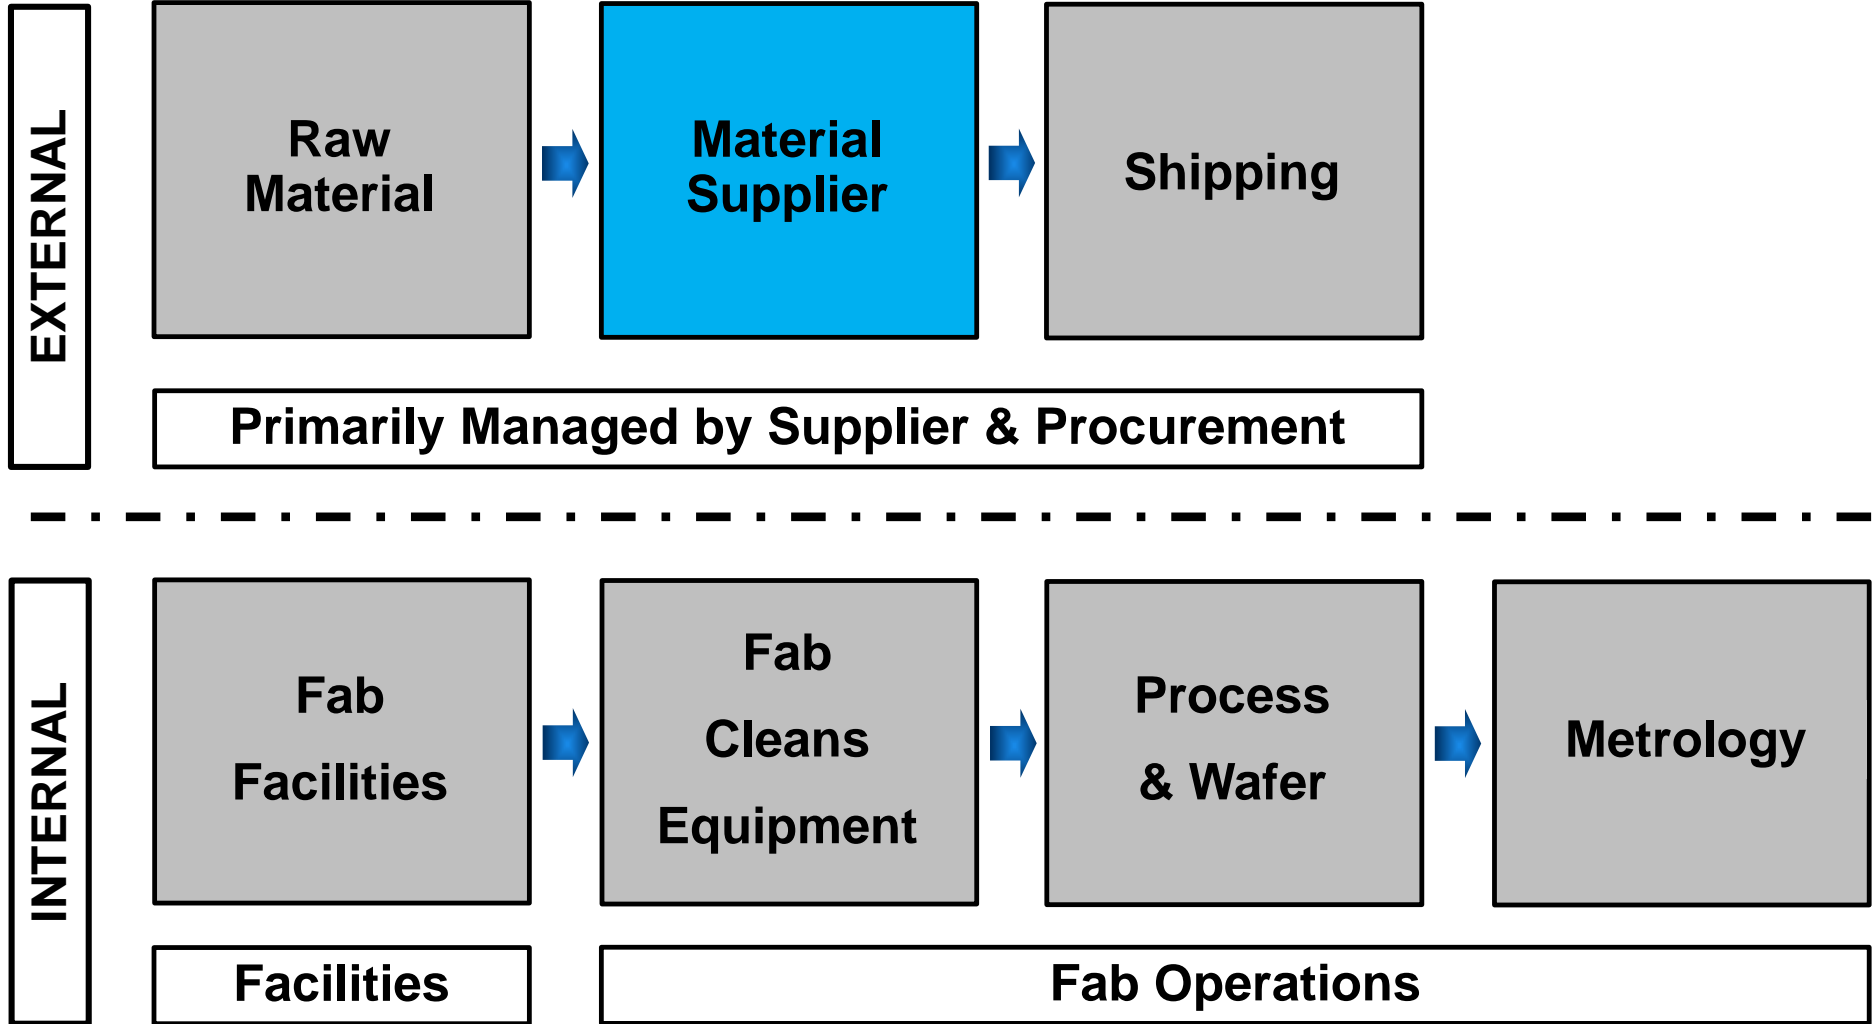 EXTERNAL
Raw
Material
Material
Supplier
Shipping
Primarily Managed by Supplier & Procurement
INTERNAL
Fab
Facilities
Fab
Cleans
Equipment
Process
& Wafer
Metrology
Facilities
Fab Operations